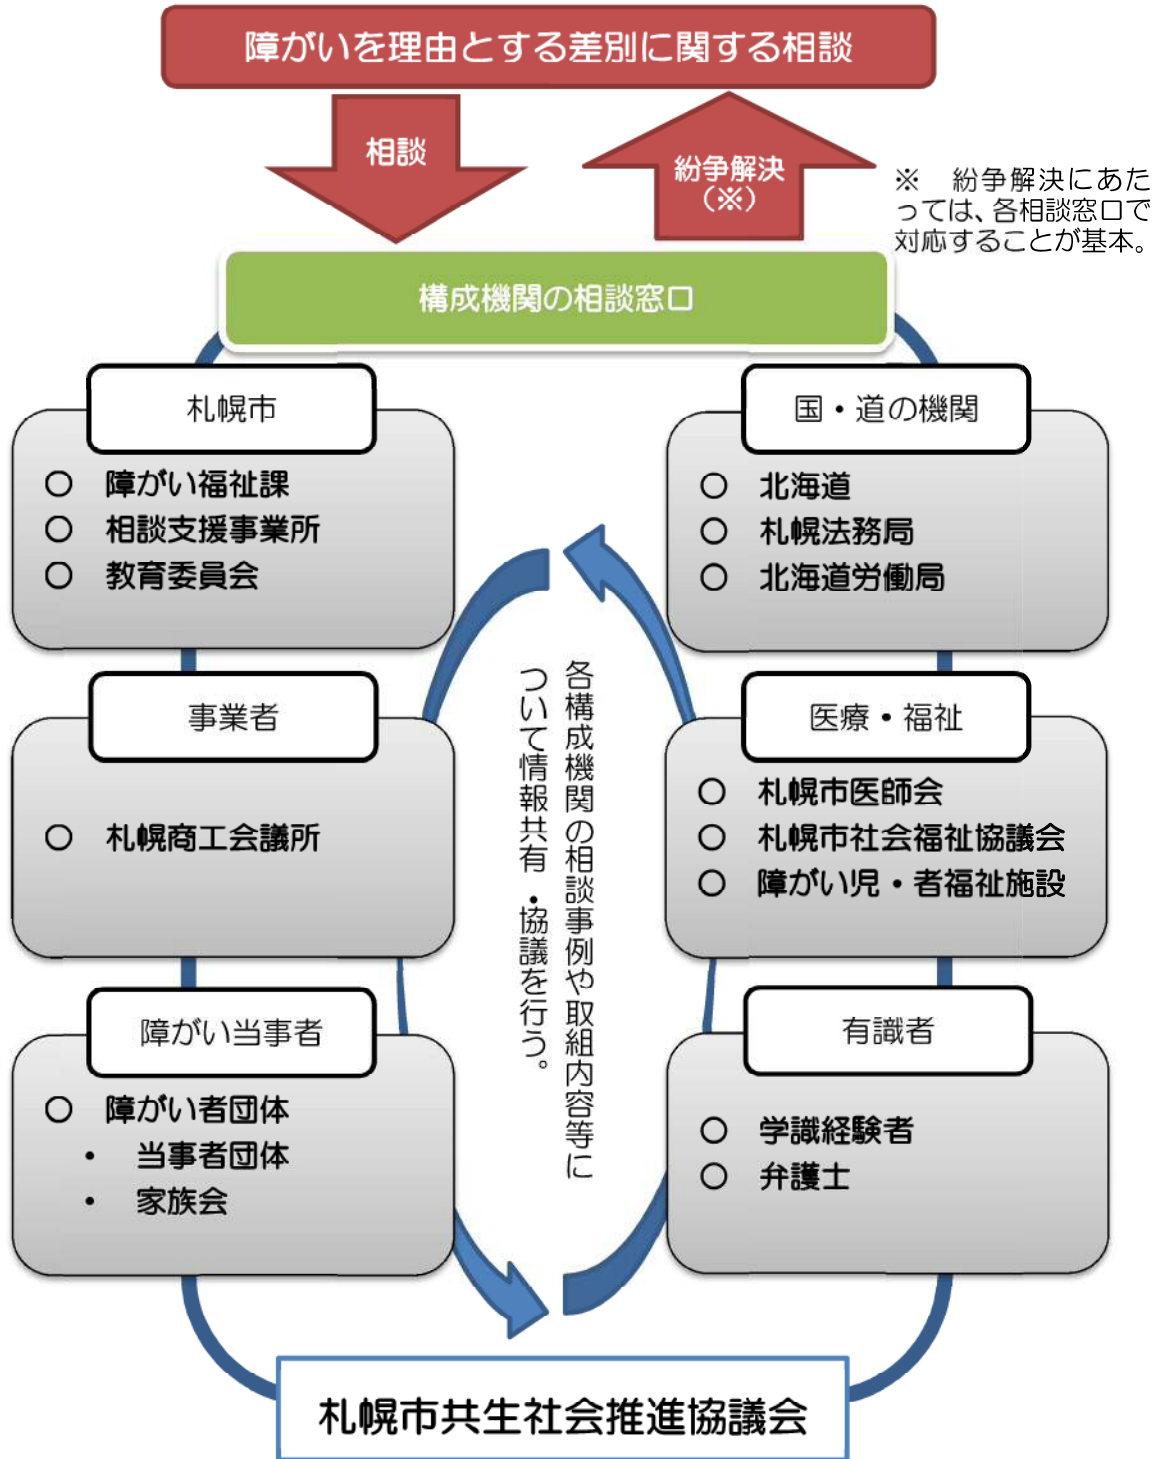 障がいを理由とする差別に関する相談
相談
紛争解決
（※）
※　紛争解決にあた
っては、各相談窓口で
対応することが基本。
構成機関の相談窓口
札幌市
○　障がい福祉課
○　相談支援事業所
○　教育委員会
国・道の機関
○　北海道
○　札幌法務局
○　北海道労働局
事業者
○　札幌商工会議所
医療・福祉
○　札幌市医師会
○　札幌市社会福祉協議会
○　障がい児・者福祉施設
各構成機関の相談事例や取組内容等に
ついて情報共有・協議を行う。
障がい当事者
○　障がい者団体
・　当事者団体
・　家族会
有識者
○　学識経験者
○　弁護士
札幌市共生社会推進協議会